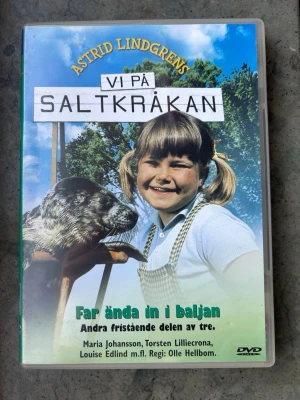 ASTRID LINDGRENS
VI PÅ
SALTKRÅKAN
Far ända in i baljan
Andra fristående delen av tre.
Maria Johansson, Torsten Lilliecrona,
Louise Edlind m.fl. Regi: Olle Hellbom.
DVD